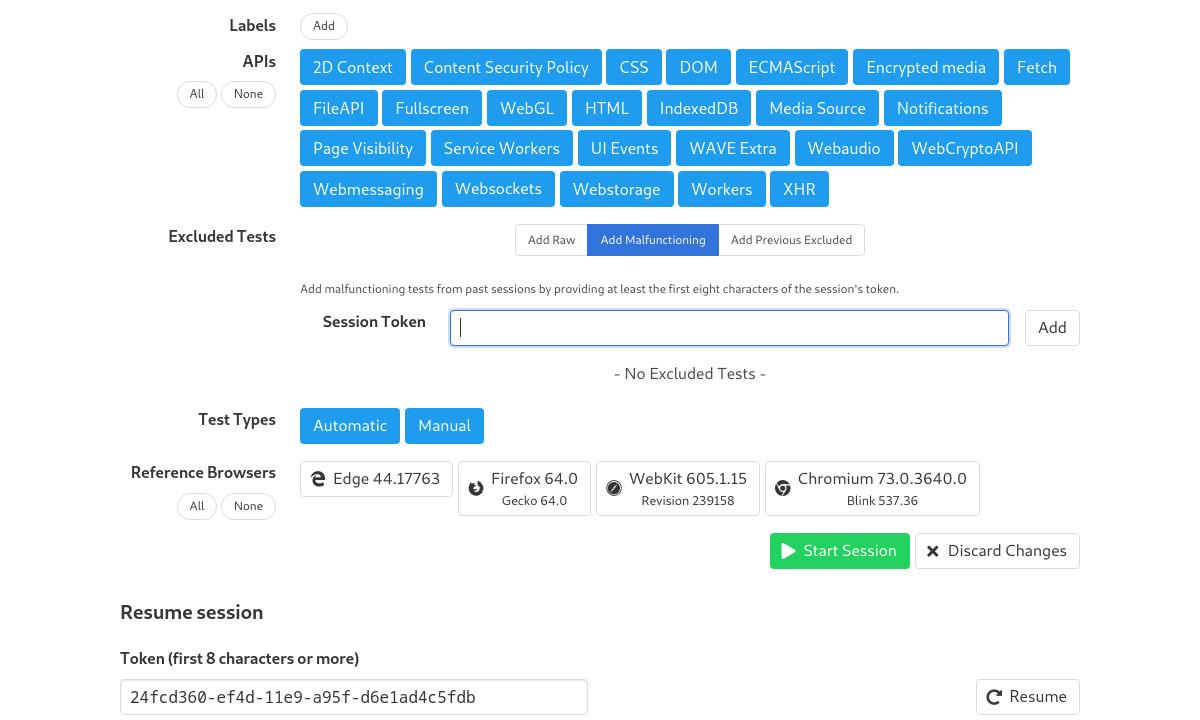 Labels Add
APIs
All None
2D Context Content Security Policy CSS DOM ECMAScript Encrypted media Fetch
FileAPI Fullscreen WebGL HTML IndexedDB Media Source Notifications
Page Visibility Service Workers UI Events WAVE Extra Webaudio WebCryptoAPI
Webmessaging Websockets Webstorage Workers XHR
Excluded Tests Add Raw Add Malfunctioning Add Previous Excluded
Add malfunctioning tests from past sessions by providing at least the first eight characters of the session's token.
Session Token Add
- No Excluded Tests -
Test Types Automatic Manual
Reference Browsers
All None
Edge 44.17763 Firefox 64.0 WebKit 605.1.15 Chromium 73.0.3640.0
Gecko 64.0 Revision 239158 Blink 537.36
Start Session Discard Changes
Resume session
Token (first 8 characters or more)
24fcd360-ef4d-11e9-a95f-d6e1ad4c5fdb Resume